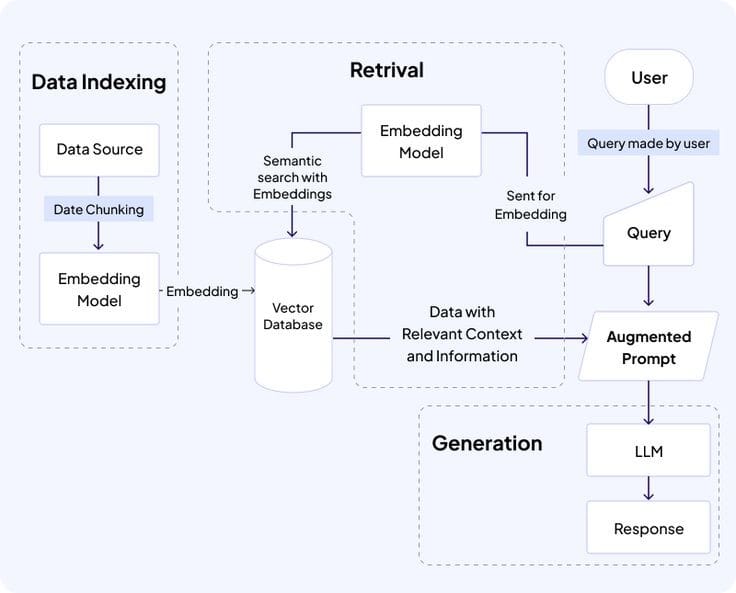 Data Indexing
Data Source
Date Chunking
Embedding
Model
Embedding
Retrival
Embedding
Model
Semantic
search with
Embeddings
Sent for
Embedding
Vector
Database
Data with
Relevant Context
and Information
User
Query made by user
Query
Augmented
Prompt
Generation
LLM
Response